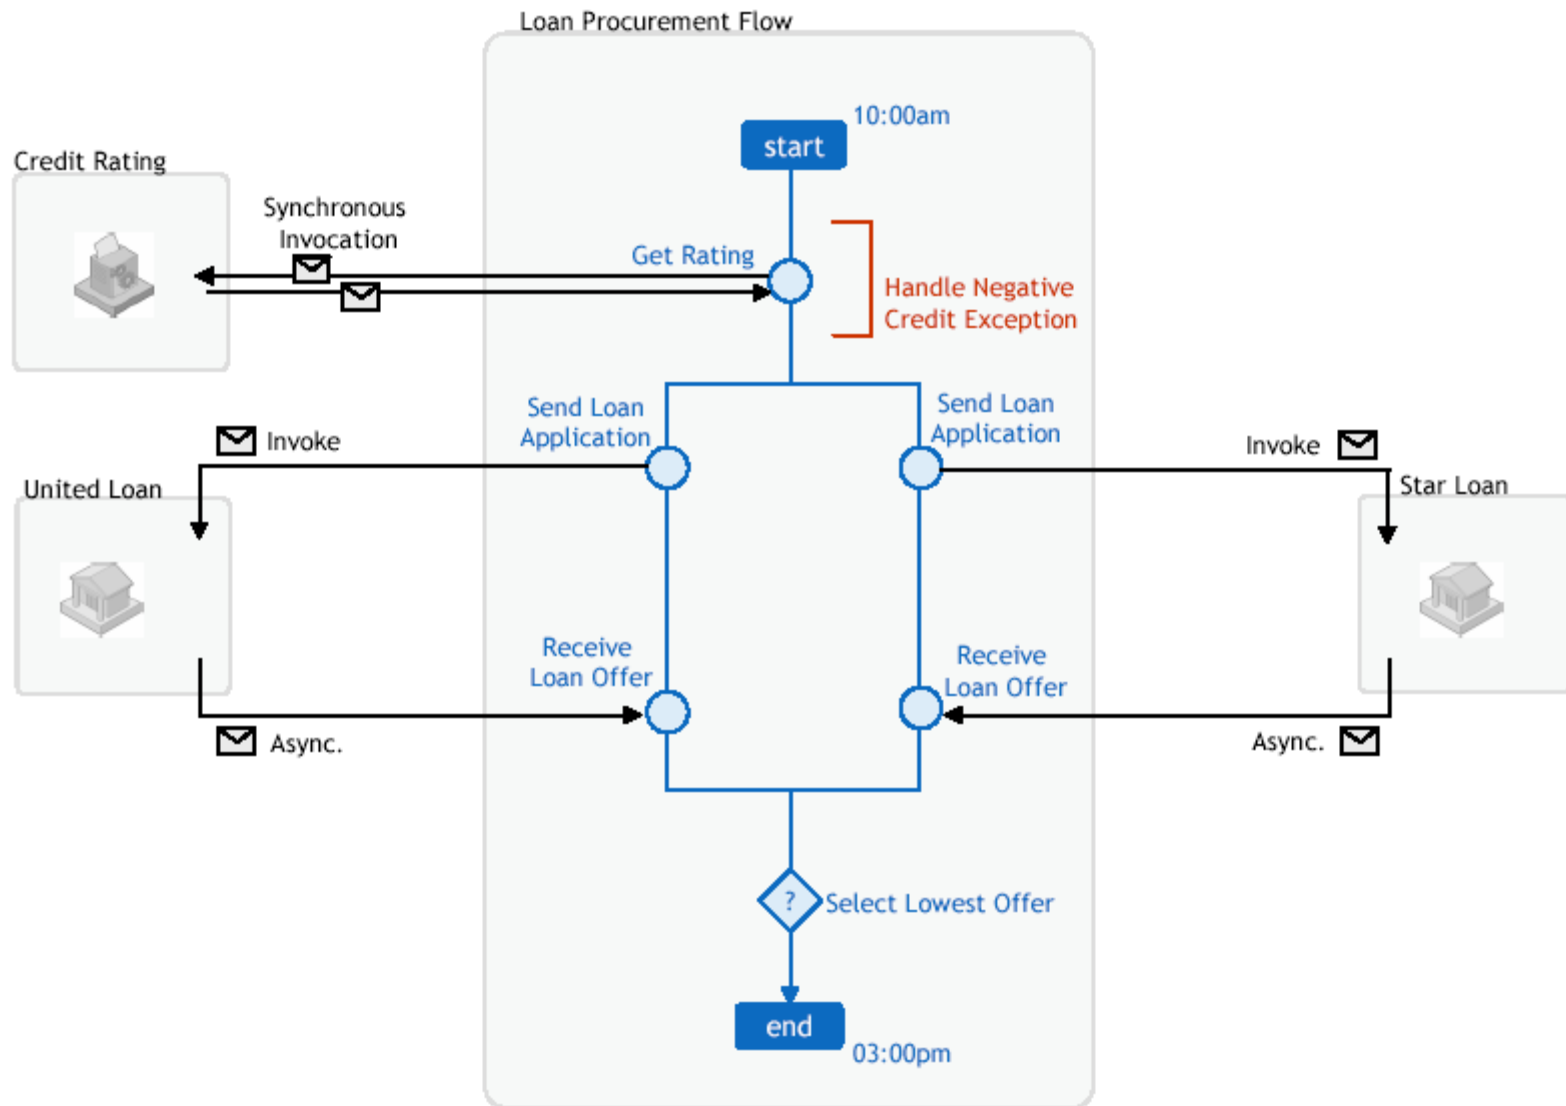 Loan Procurement Flow
10:00am
start
Credit Rating
Synchronous
Invocation
Get Rating
Handle Negative
Credit Exception
Send Loan
Application
Send Loan
Application
Invoke
Invoke
United Loan
Star Loan
Receive
Loan Offer
Receive
Loan Offer
Async.
Async.
?
Select Lowest Offer
end
03:00pm